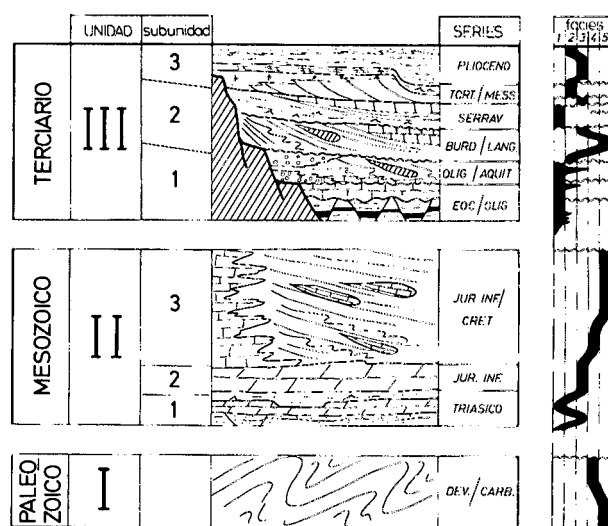 UNIDAD subunidad SERIES facies
1 2 3 4 5
TERCIARIO
III
3
2
1
PLIOCENO
TORT/MESS
SERRAV
BURD/LANG
OLIG/AQUIT
EOC/OLIG
MESOZOICO
II
3
2
1
JUR INF/
CRET
JUR. INF.
TRIASICO
PALEO
ZOICO
I
DEV./CARB.